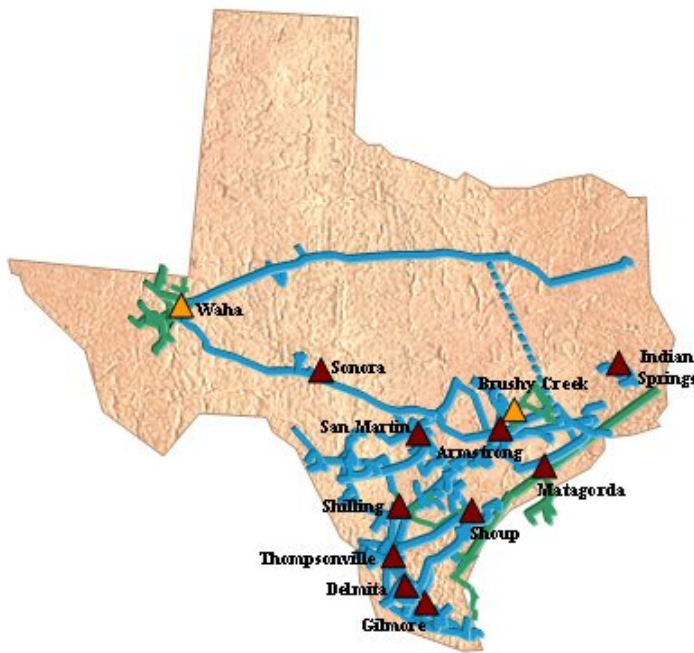 Waha
Sonora
Indian
Springs
Brushy Creek
San Martin
Armstrong
Matagorda
Shilling
Shoup
Thompsonville
Delmita
Gilmore